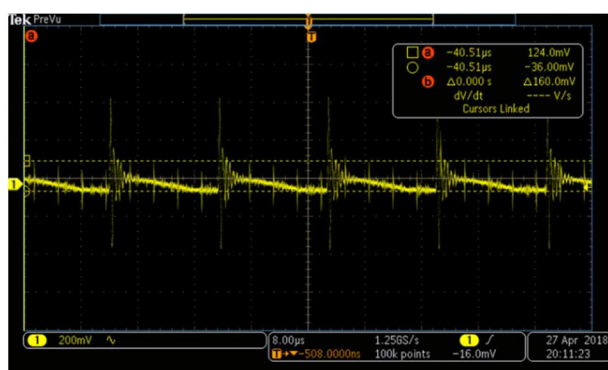 Tek PreVu
T
a
T
a -40.51µs 124.0mV
-40.51µs -36.00mV
b Δ0.000 s Δ160.0mV
dV/dt ---- V/s
Cursors Linked
1
1 200mV ∿
8.00µs 1.25GS/s 1
T→▼-508.0000ns 100k points -16.0mV
27 Apr 2018
20:11:23